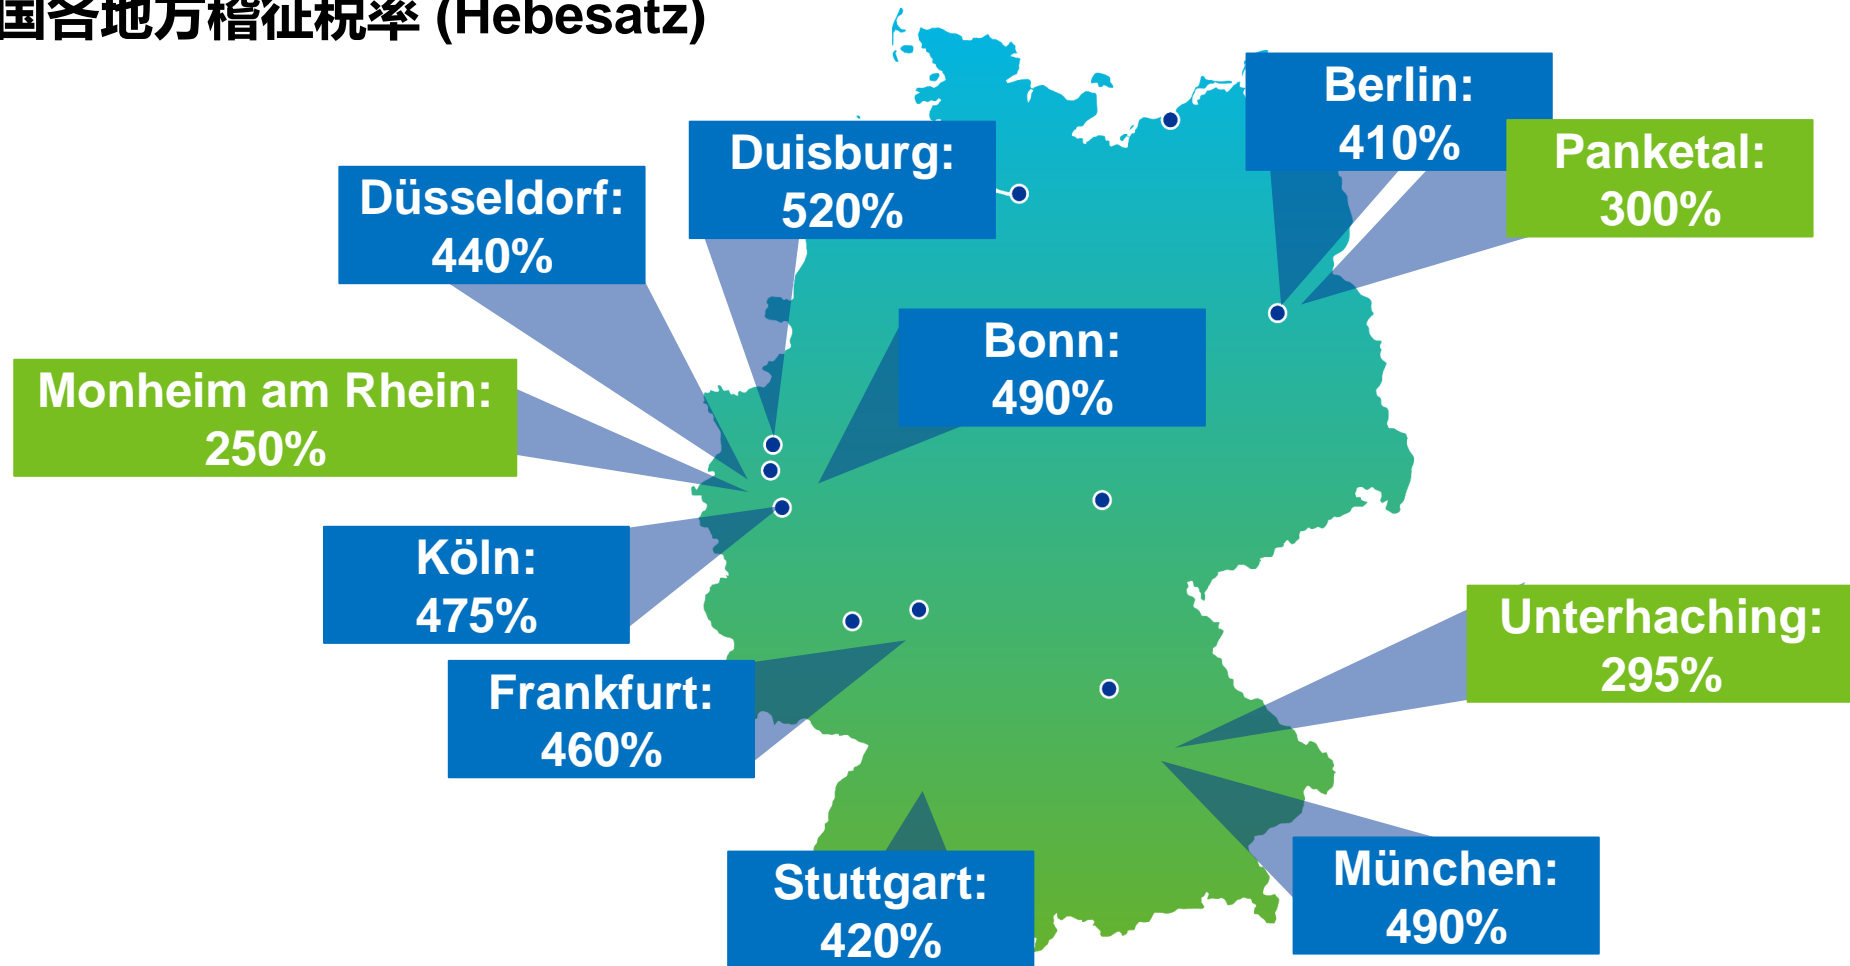 国各地方稽征税率 (Hebesatz)
Berlin:
410%
Panketal:
300%
Duisburg:
520%
Düsseldorf:
440%
Bonn:
490%
Monheim am Rhein:
250%
Köln:
475%
Unterhaching:
295%
Frankfurt:
460%
Stuttgart:
420%
München:
490%